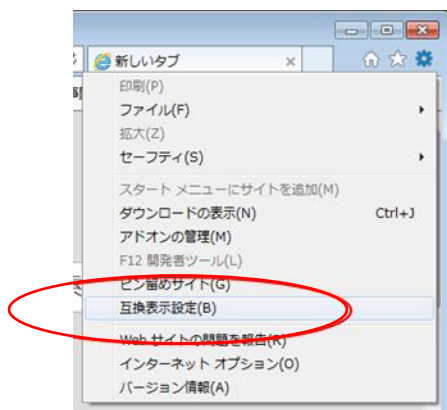 新しいタブ
印刷(P)
ファイル(F)
拡大(Z)
セーフティ(S)
スタート メニューにサイトを追加(M)
ダウンロードの表示(N) Ctrl+J
アドオンの管理(M)
F12 開発者ツール(L)
ピン留めサイト(G)
互換表示設定(B)
Web サイトの問題を報告(R)
インターネット オプション(O)
バージョン情報(A)